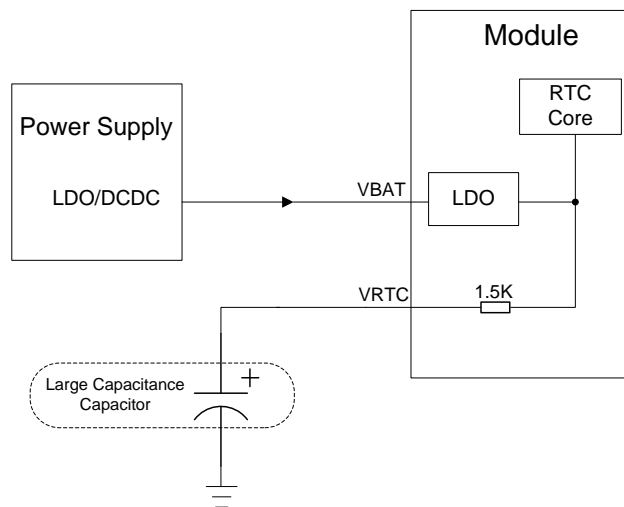 Module
RTC
Core
Power Supply
LDO/DCDC
VBAT
LDO
VRTC
1.5K
Large Capacitance
Capacitor
+